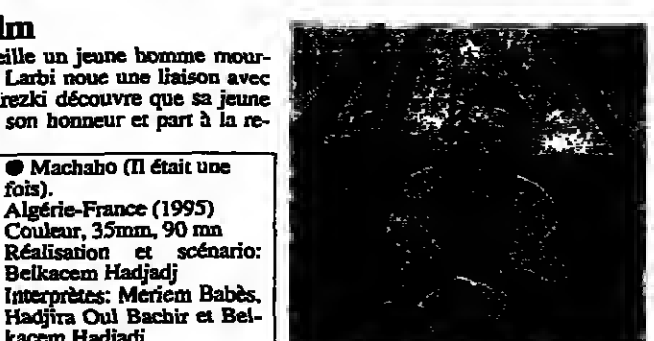 lm
eille un jeune homme mour-
Larbi noue une liaison avec
rezki découvre que sa jeune
son honneur et part à la re-
● Machaho (Il était une
fois).
Algérie-France (1995)
Couleur, 35mm, 90 mn
Réalisation et scénario:
Belkacem Hadjadj
Interprètes: Meriem Babès,
Hadjira Oul Bachir et Bel-
kacem Hadjadj